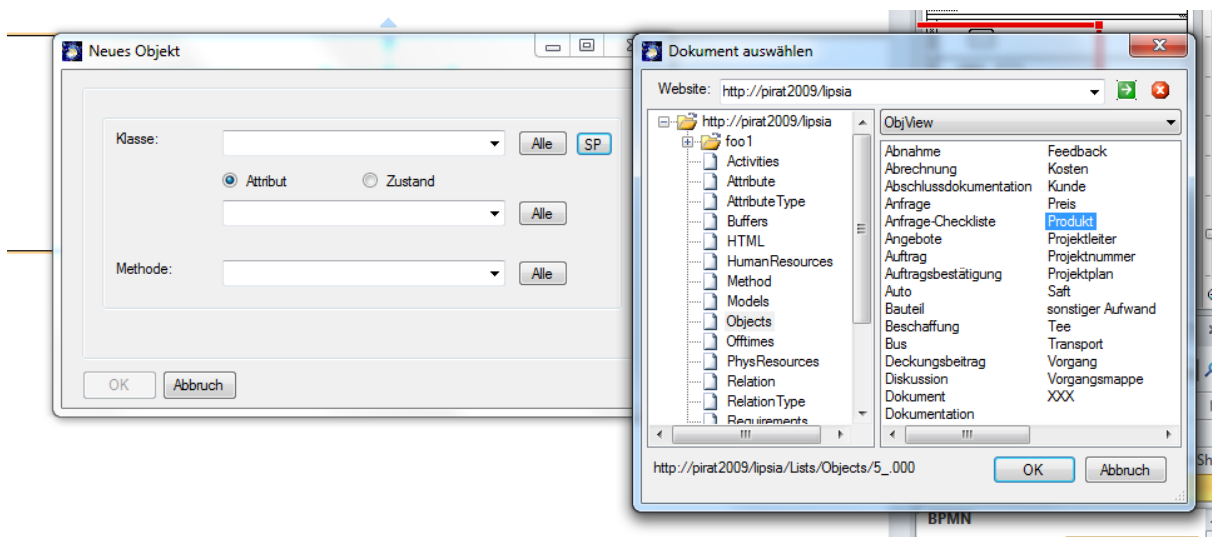 Neues Objekt
Klasse:
Alle
SP
Attribut
Zustand
Alle
Methode:
Alle
OK
Abbruch
Dokument auswählen
Website:
http://pirat2009/lipsia
http://pirat2009/lipsia
foo1
Activities
Attribute
AttributeType
Buffers
HTML
HumanResources
Method
Models
Objects
Offtimes
PhysResources
Relation
RelationType
Requirements
ObjView
Abnahme
Abrechnung
Abschlussdokumentation
Anfrage
Anfrage-Checkliste
Angebote
Auftrag
Auftragsbestätigung
Auto
Bauteil
Beschaffung
Bus
Deckungsbeitrag
Diskussion
Dokument
Dokumentation
Feedback
Kosten
Kunde
Preis
Produkt
Projektleiter
Projektnummer
Projektplan
Saft
sonstiger Aufwand
Tee
Transport
Vorgang
Vorgangsmappe
XXX
http://pirat2009/lipsia/Lists/Objects/5_.000
OK
Abbruch
Sh
BPMN